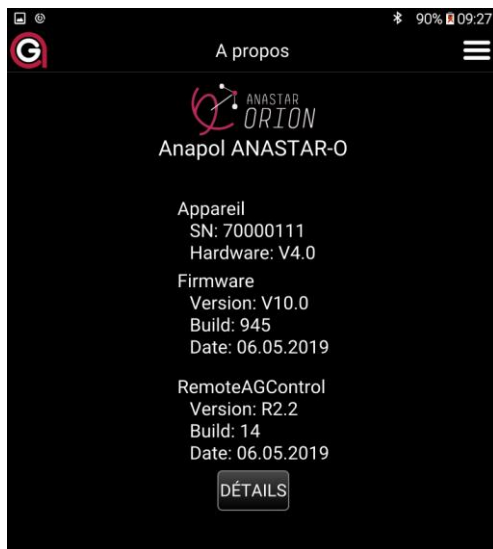 90% 09:27
A propos
ANASTAR
ORION
Anapol ANASTAR-O
Appareil
SN: 70000111
Hardware: V4.0
Firmware
Version: V10.0
Build: 945
Date: 06.05.2019
RemoteAGControl
Version: R2.2
Build: 14
Date: 06.05.2019
DÉTAILS